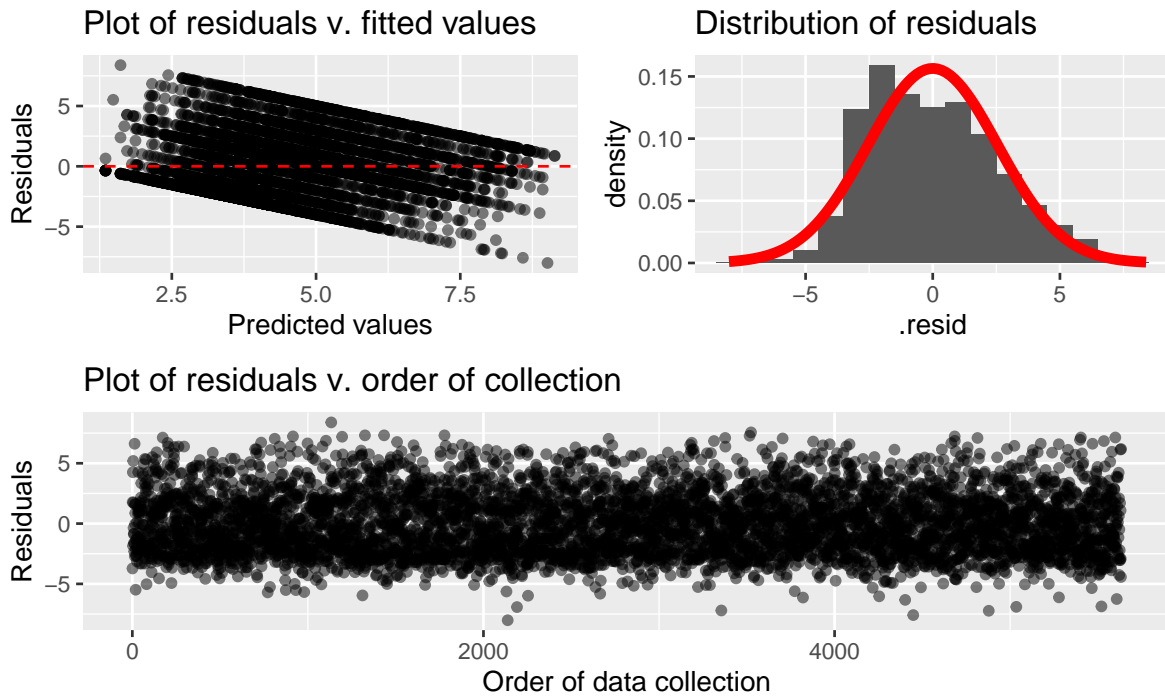 Plot of residuals v. fitted values
Residuals
5
0
−5
2.5 5.0 7.5
Predicted values
Distribution of residuals
density
0.15
0.10
0.05
0.00
−5 0 5
.resid
Plot of residuals v. order of collection
Residuals
5
0
−5
0 2000 4000
Order of data collection